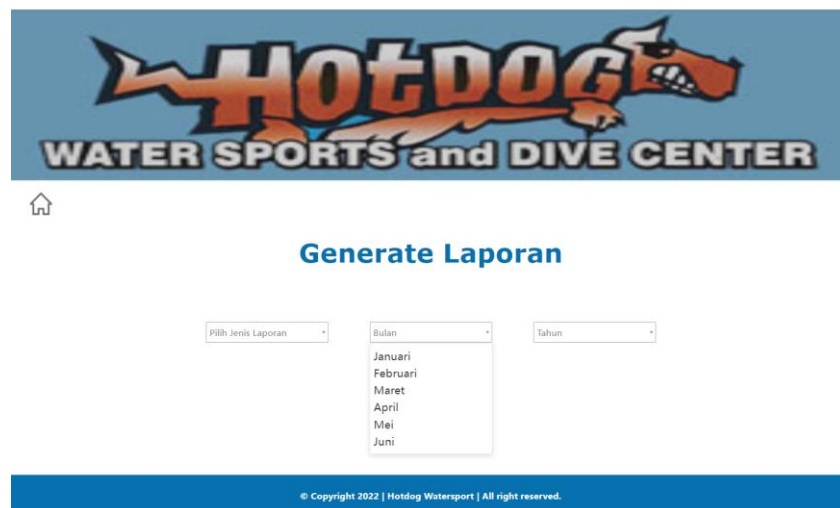 HOTDOG
WATER SPORTS and DIVE CENTER
Generate Laporan
Pilih Jenis Laporan
Bulan
Tahun
Januari
Februari
Maret
April
Mei
Juni
© Copyright 2022 | Hotdog Watersport | All right reserved.